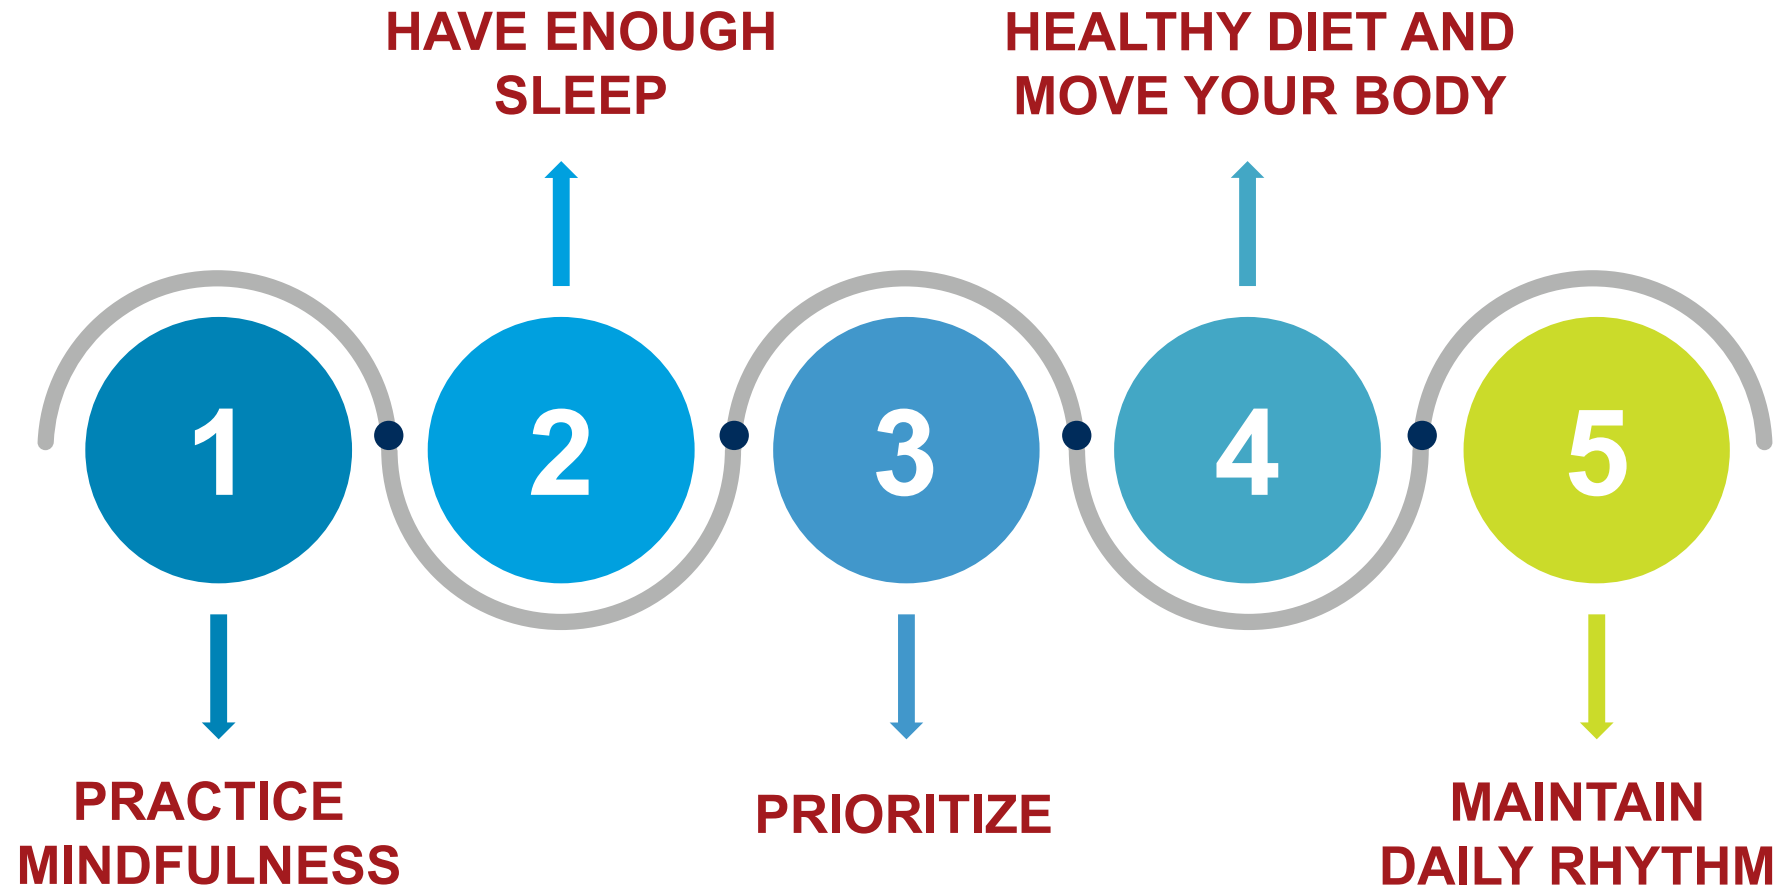 HAVE ENOUGH
SLEEP
HEALTHY DIET AND
MOVE YOUR BODY
1
2
3
4
5
PRACTICE
MINDFULNESS
PRIORITIZE
MAINTAIN
DAILY RHYTHM